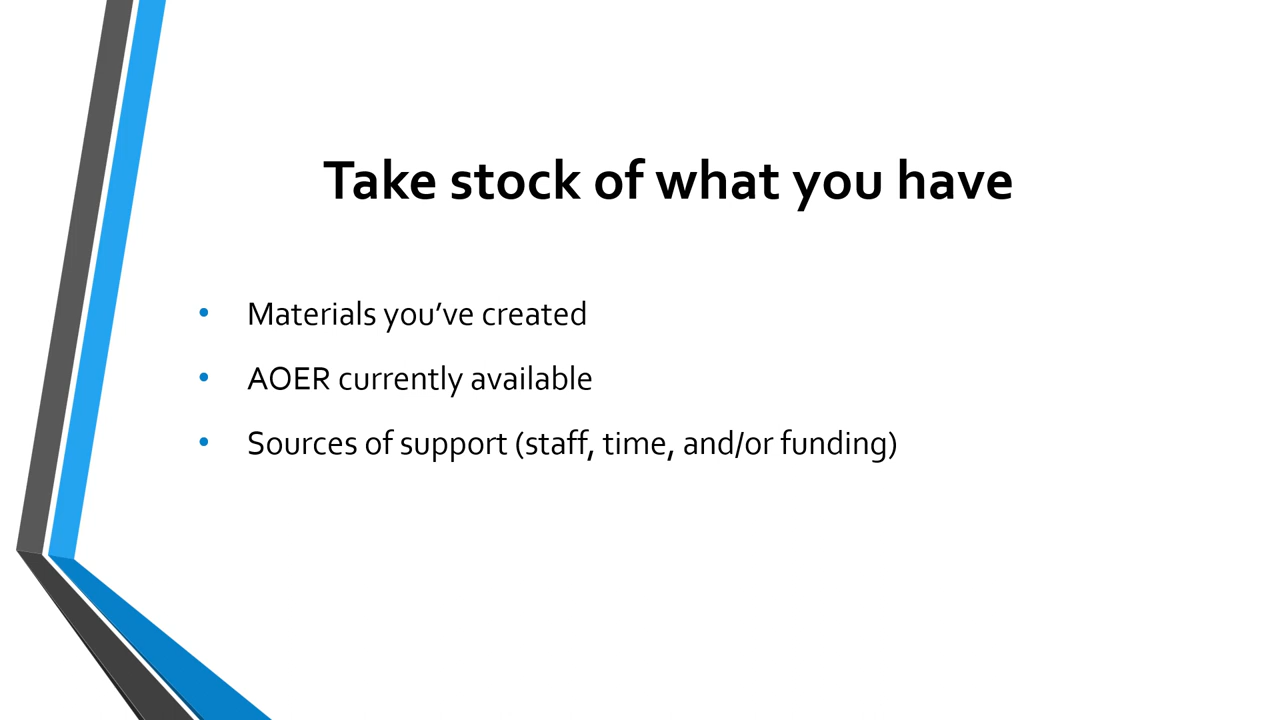 Take stock of what you have
• Materials you’ve created
• AOER currently available
• Sources of support (staff, time, and/or funding)